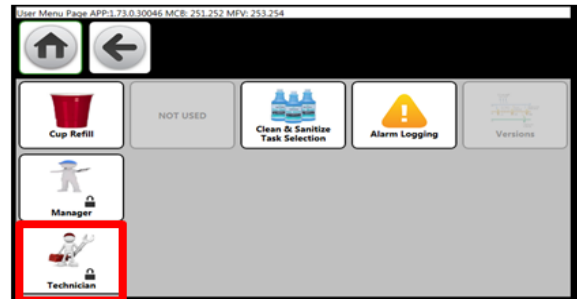 User Menu Page APP:1.73.0.30046 MCB: 251.252 MFV: 253.254
Cup Refill
NOT USED
Clean & Sanitize
Task Selection
Alarm Logging
Versions
Manager
Technician